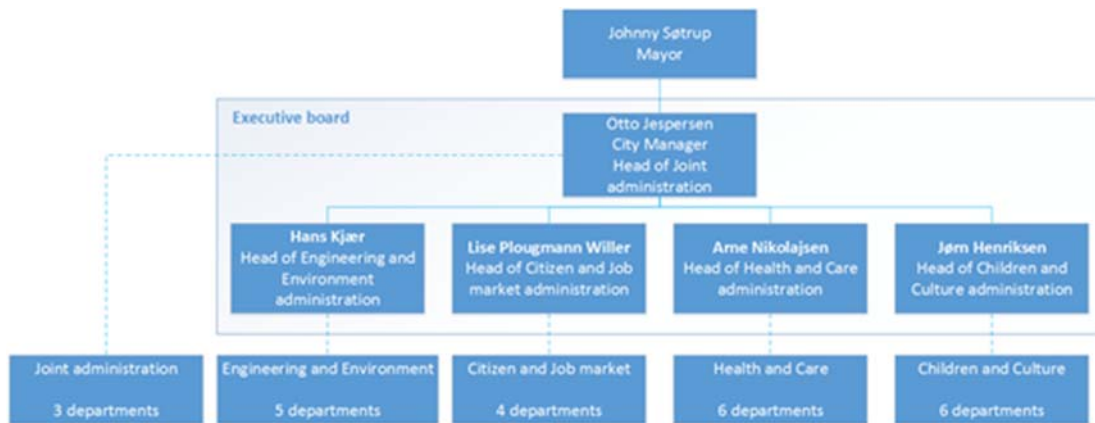 Johnny Søtrup
Mayor
Executive board
Otto Jespersen
City Manager
Head of Joint
administration
Hans Kjær
Head of Engineering and
Environment
administration
Lise Plougmann Willer
Head of Citizen and Job
market administration
Arne Nikolajsen
Head of Health and Care
administration
Jørn Henriksen
Head of Children and
Culture administration
Joint administration
3 departments
Engineering and Environment
5 departments
Citizen and Job market
4 departments
Health and Care
6 departments
Children and Culture
6 departments